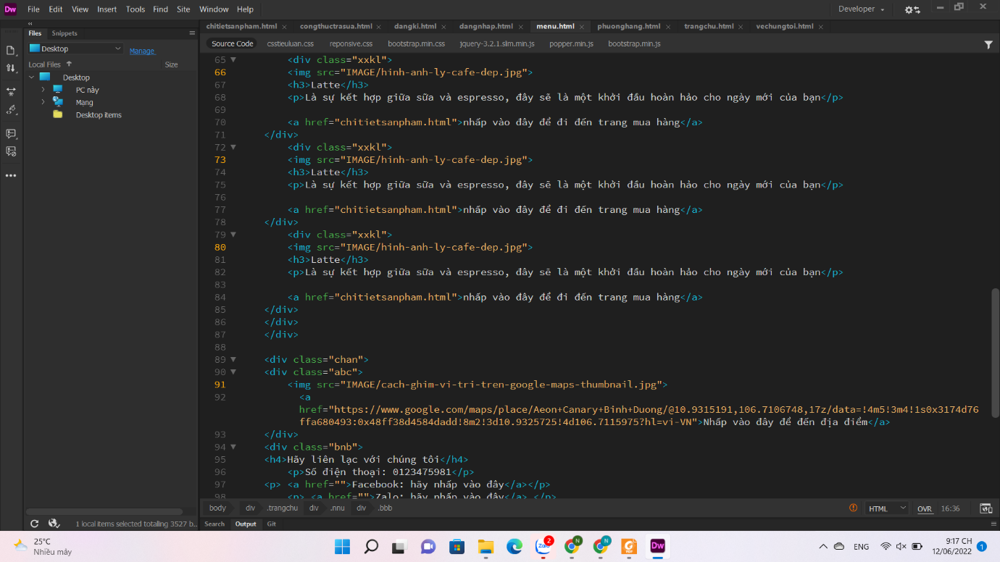 Dw File Edit View Insert Tools Find Site Window Help Developer
Files Snippets
Desktop Manage
Local Files Size
Desktop
PC này
Mạng
Desktop items
chitietsanpham.html congthuctrasua.html dangki.html dangnhap.html menu.html phuonghang.html trangchu.html vechungtoi.html
Source Code csstieuluan.css reponsive.css bootstrap.min.css jquery-3.2.1.slim.min.js popper.min.js bootstrap.min.js
65 <div class="xxkl">
66 <img src="IMAGE/hinh-anh-ly-cafe-dep.jpg">
67 <h3>Latte</h3>
68 <p>Là sự kết hợp giữa sữa và espresso, đây sẽ là một khởi đầu hoàn hảo cho ngày mới của bạn</p>
69
70 <a href="chitietsanpham.html">nhấp vào đây để đi đến trang mua hàng</a>
71 </div>
72 <div class="xxkl">
73 <img src="IMAGE/hinh-anh-ly-cafe-dep.jpg">
74 <h3>Latte</h3>
75 <p>Là sự kết hợp giữa sữa và espresso, đây sẽ là một khởi đầu hoàn hảo cho ngày mới của bạn</p>
76
77 <a href="chitietsanpham.html">nhấp vào đây để đi đến trang mua hàng</a>
78 </div>
79 <div class="xxkl">
80 <img src="IMAGE/hinh-anh-ly-cafe-dep.jpg">
81 <h3>Latte</h3>
82 <p>Là sự kết hợp giữa sữa và espresso, đây sẽ là một khởi đầu hoàn hảo cho ngày mới của bạn</p>
83
84 <a href="chitietsanpham.html">nhấp vào đây để đi đến trang mua hàng</a>
85 </div>
86 </div>
87 </div>
88
89 <div class="chan">
90 <div class="abc">
91 <img src="IMAGE/cach-ghim-vi-tri-tren-google-maps-thumbnail.jpg">
92 <a
href="https://www.google.com/maps/place/Aeon+Canary+Binh+Duong/@10.9315191,106.7106748,17z/data=!4m5!3m4!1s0x3174d76
ffa680493:0x48ff38d4584dadd!8m2!3d10.9325725!4d106.7115975?hl=vi-VN">Nhấp vào đây để đến địa điểm</a>
93 </div>
94 <div class="bnb">
95 <h4>Hãy liên lạc với chúng tôi</h4>
96 <p>Số điện thoại: 0123475981</p>
97 <p> <a href="">Facebook: hãy nhấp vào đây</a></p>
98 <p> <a href="">Zalo: hãy nhấp vào đây</a> </p>
body div .trangchu div .nnu div .bbb HTML OVR 16:36
1 local items selected totaling 3527 b..
Search Output Git
25°C
Nhiều mây
Zalo 2 N N PDF Dw
ENG
9:17 CH
12/06/2022 1